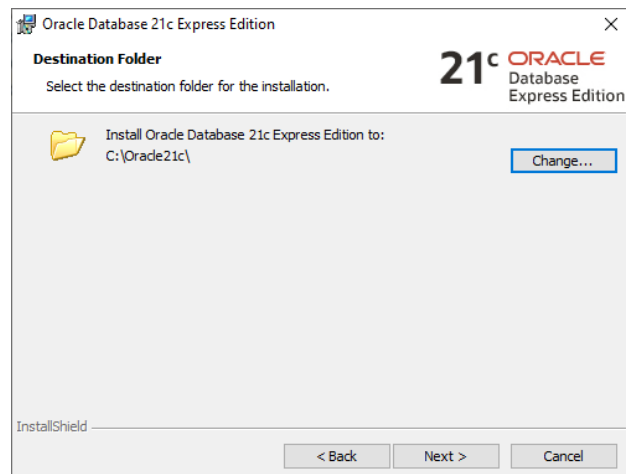 Oracle Database 21c Express Edition
Destination Folder
Select the destination folder for the installation.
21c ORACLE
Database
Express Edition
Install Oracle Database 21c Express Edition to:
C:\Oracle21c\
Change...
InstallShield
< Back
Next >
Cancel